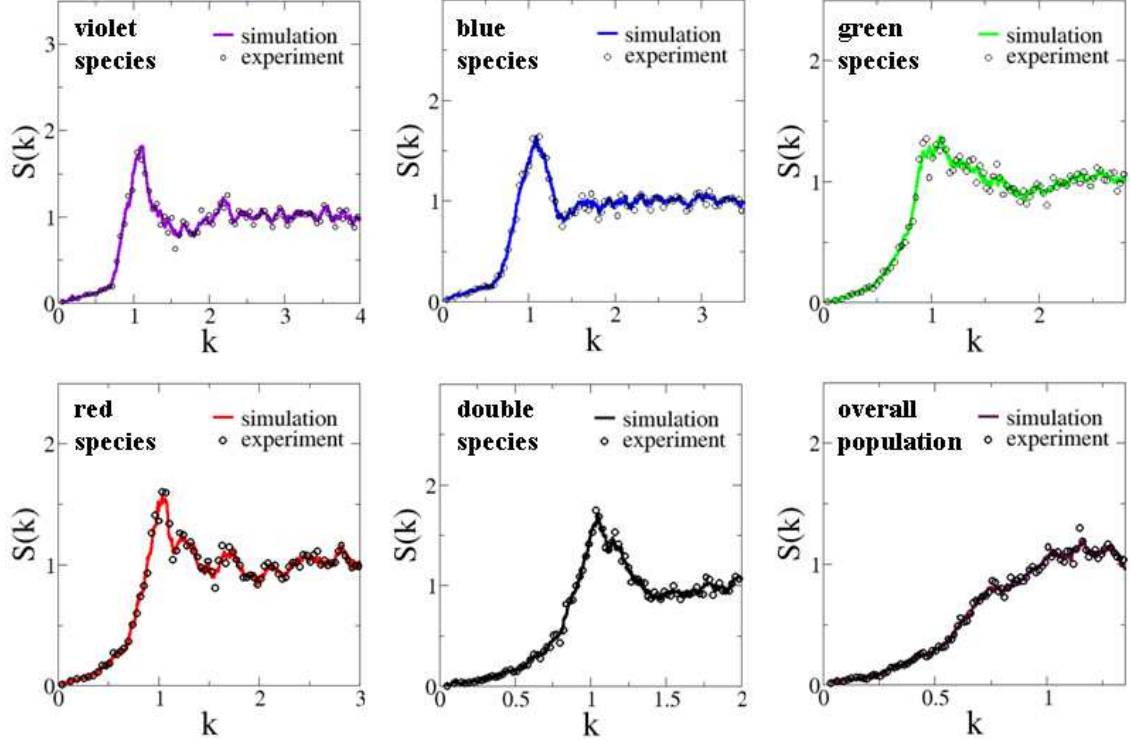 violet
species
simulation
experiment
3
2
1
0
S(k)
0 1 2 3 4
k
blue
species
simulation
experiment
2
1
0
S(k)
0 1 2 3
k
green
species
simulation
experiment
2
1
0
S(k)
0 1 2
k
red
species
simulation
experiment
2
1
0
S(k)
0 1 2 3
k
double
species
simulation
experiment
2
1
0
S(k)
0 0.5 1 1.5 2
k
overall
population
simulation
experiment
2
1
0
S(k)
0 0.5 1
k